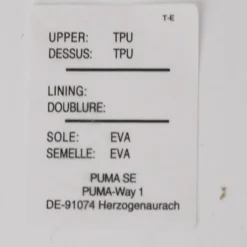 T-E
UPPER: TPU
DESSUS: TPU
LINING:
DOUBLURE:
SOLE: EVA
SEMELLE: EVA
PUMA SE
PUMA-Way 1
DE-91074 Herzogenaurach